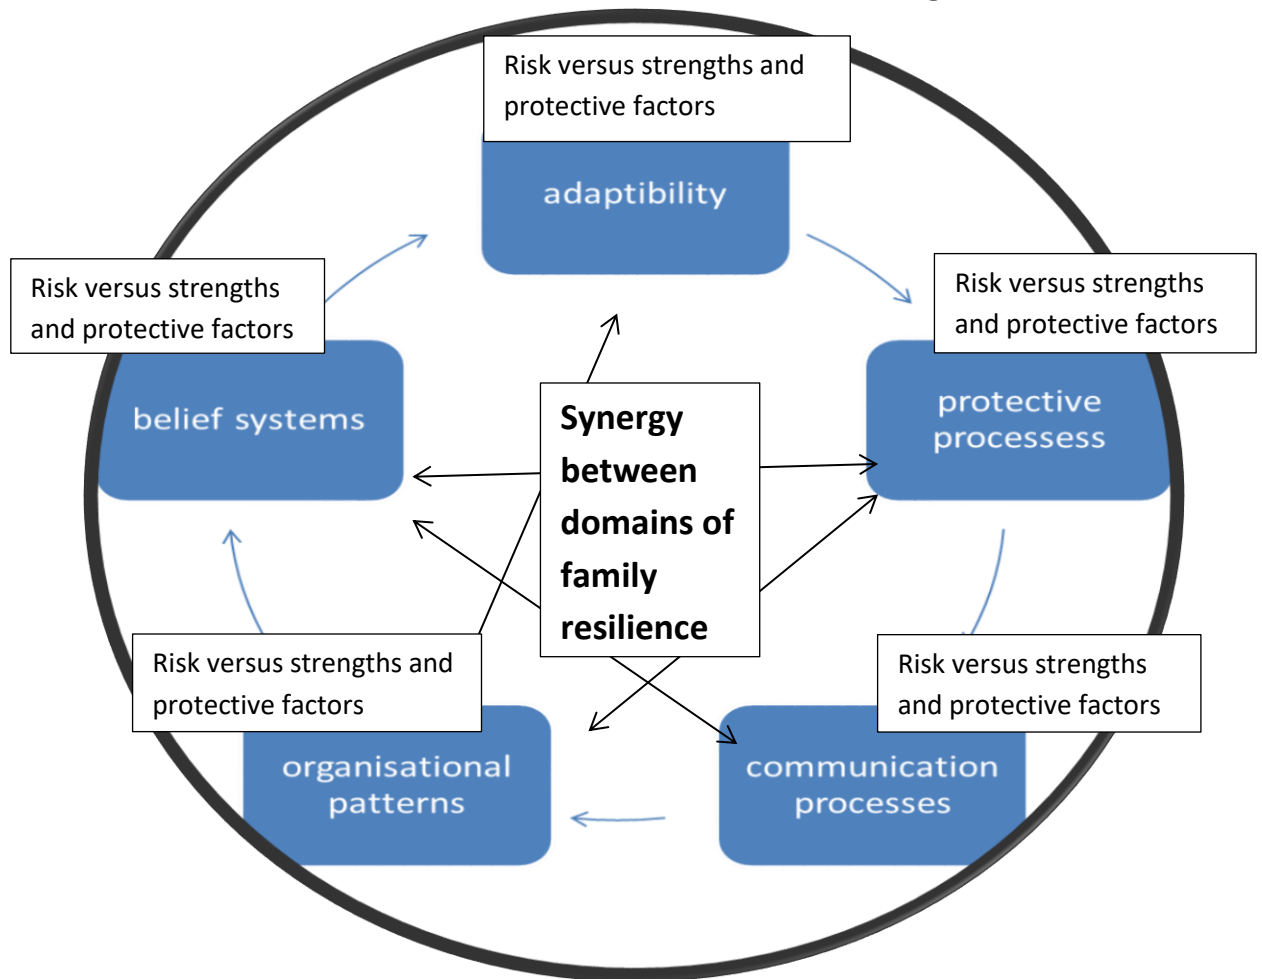 Risk versus strengths and
protective factors
adaptibility
Risk versus strengths
and protective factors
belief systems
Risk versus strengths
and protective factors
protective
processess
Synergy
between
domains of
family
resilience
Risk versus strengths and
protective factors
organisational
patterns
Risk versus strengths
and protective factors
communication
processes